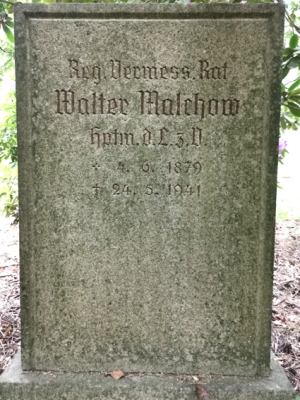 Reg. Vermess. Rat
Walter Malchow
Hptm. d. L. z. V.
* 4. 6. 1879
† 24. 5. 1941